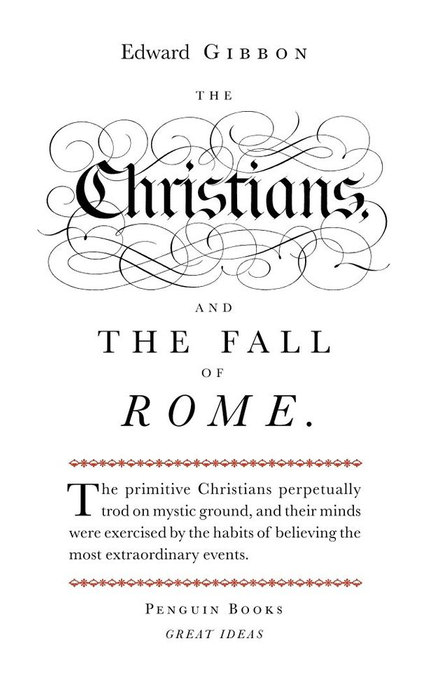 Edward GIBBON
THE
Christians,
AND
THE FALL
OF
ROME.
The primitive Christians perpetually
trod on mystic ground, and their minds
were exercised by the habits of believing the
most extraordinary events.
PENGUIN BOOKS
GREAT IDEAS